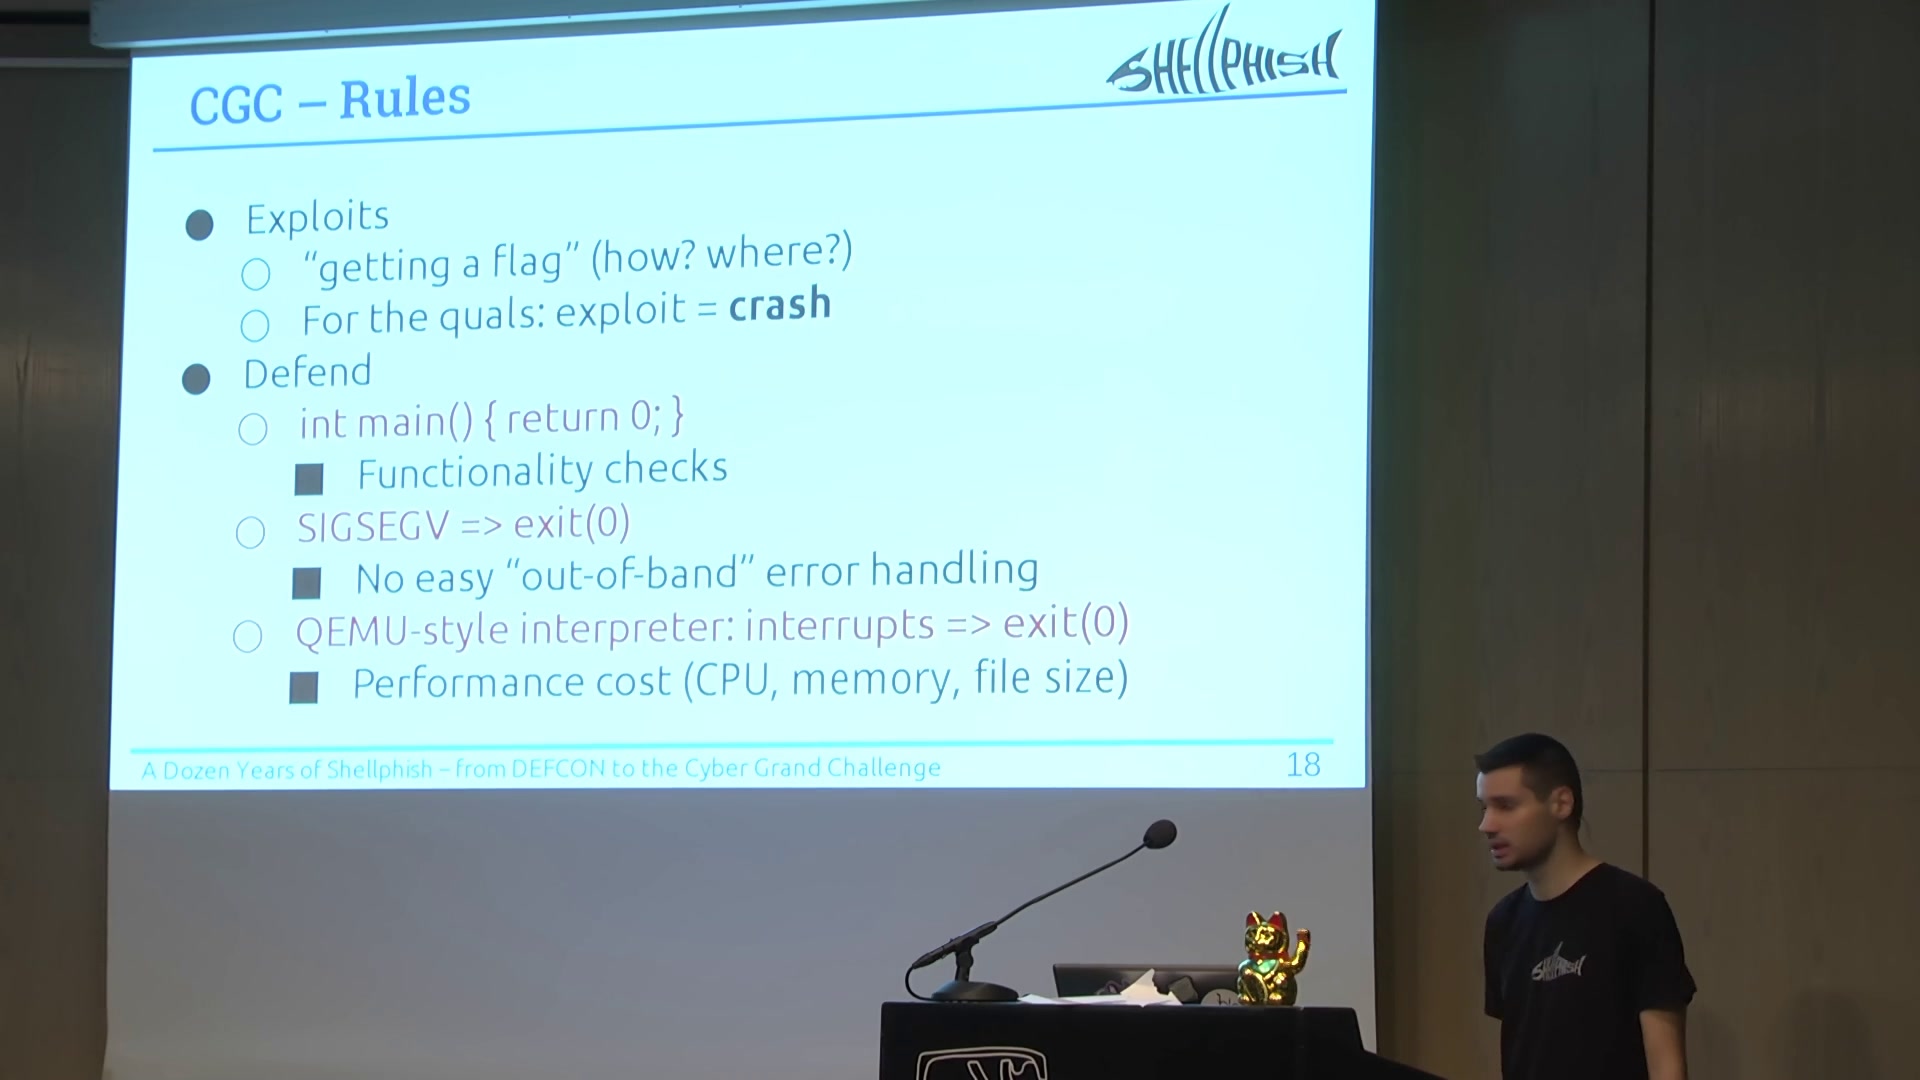 SHELLPHISH
CGC – Rules
Exploits
“getting a flag” (how? where?)
For the quals: exploit = crash
Defend
int main() { return 0; }
Functionality checks
SIGSEGV => exit(0)
No easy “out-of-band” error handling
QEMU-style interpreter: interrupts => exit(0)
Performance cost (CPU, memory, file size)
A Dozen Years of Shellphish – from DEFCON to the Cyber Grand Challenge
18
SHELLPHISH